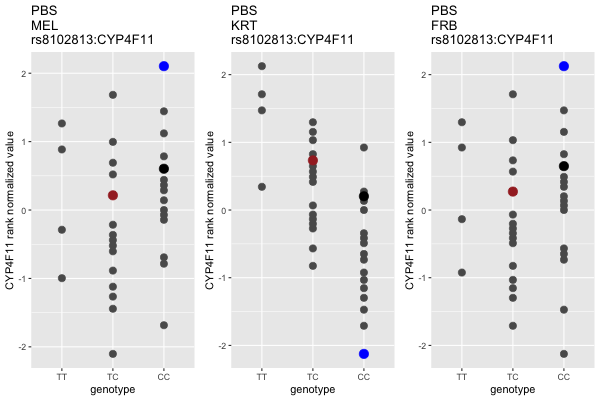 PBS
MEL
rs8102813:CYP4F11
CYP4F11 rank normalized value
2
1
0
-1
-2
TT
TC
CC
genotype
PBS
KRT
rs8102813:CYP4F11
CYP4F11 rank normalized value
2
1
0
-1
-2
TT
TC
CC
genotype
PBS
FRB
rs8102813:CYP4F11
CYP4F11 rank normalized value
2
1
0
-1
-2
TT
TC
CC
genotype